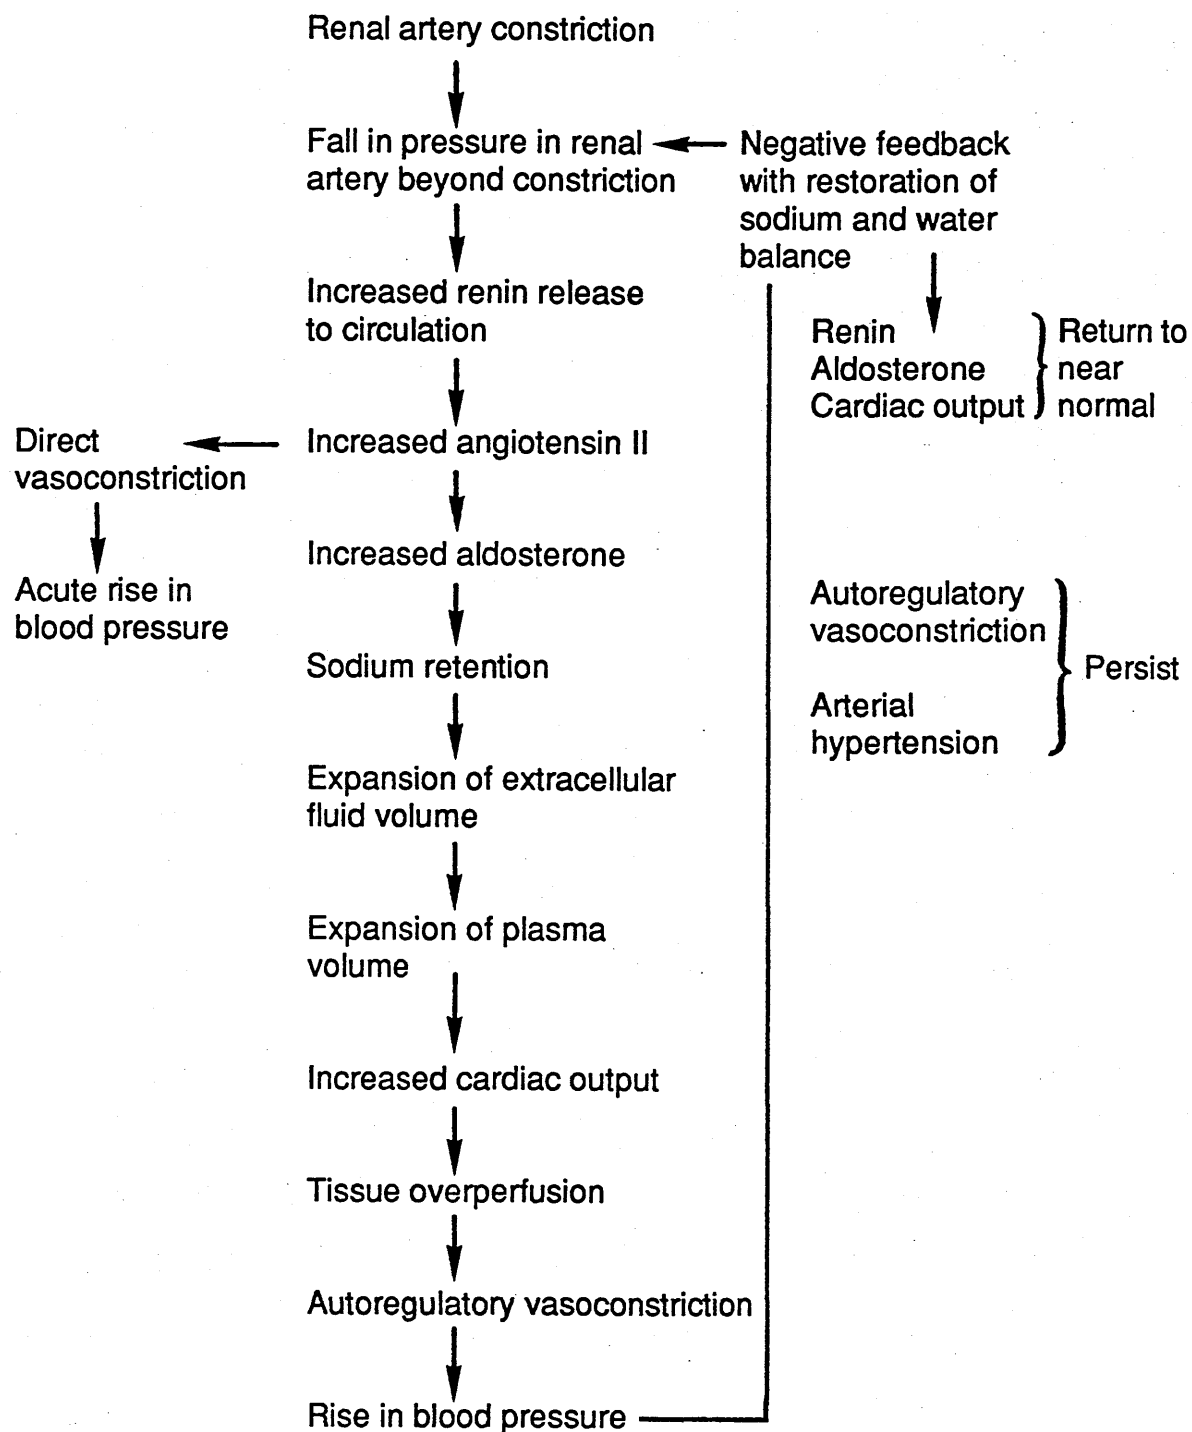 Renal artery constriction
Fall in pressure in renal
artery beyond constriction
Negative feedback
with restoration of
sodium and water
balance
Increased renin release
to circulation
Renin
Aldosterone
Cardiac output
Return to
near
normal
Direct
vasoconstriction
Increased angiotensin II
Acute rise in
blood pressure
Increased aldosterone
Autoregulatory
vasoconstriction
Arterial
hypertension
Persist
Sodium retention
Expansion of extracellular
fluid volume
Expansion of plasma
volume
Increased cardiac output
Tissue overperfusion
Autoregulatory vasoconstriction
Rise in blood pressure